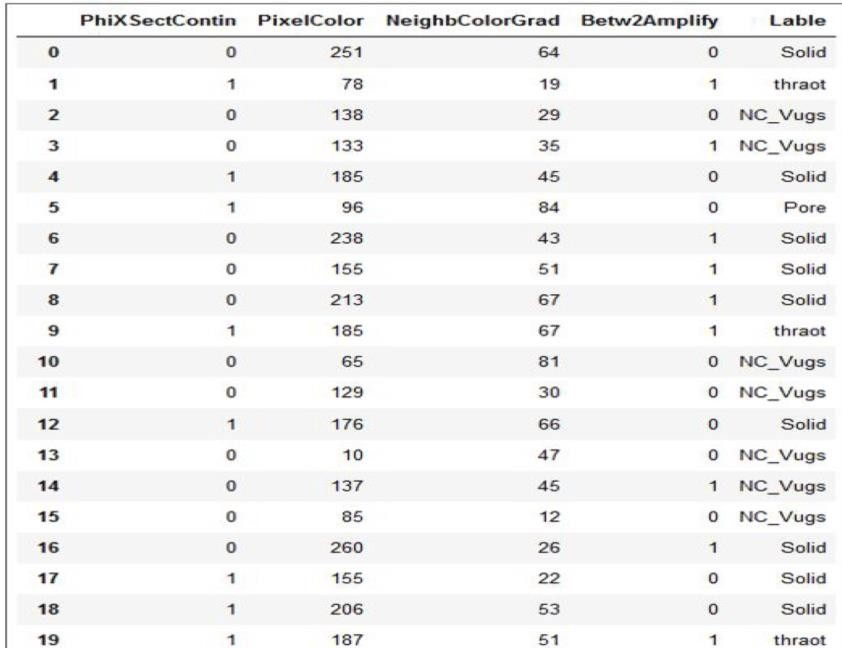 PhiXSectContin PixelColor NeighbColorGrad Betw2Amplify Lable
0 0 251 64 0 Solid
1 1 78 19 1 thraot
2 0 138 29 0 NC_Vugs
3 0 133 35 1 NC_Vugs
4 1 185 45 0 Solid
5 1 96 84 0 Pore
6 0 238 43 1 Solid
7 0 155 51 1 Solid
8 0 213 67 1 Solid
9 1 185 67 1 thraot
10 0 65 81 0 NC_Vugs
11 0 129 30 0 NC_Vugs
12 1 176 66 0 Solid
13 0 10 47 0 NC_Vugs
14 0 137 45 1 NC_Vugs
15 0 85 12 0 NC_Vugs
16 0 260 26 1 Solid
17 1 155 22 0 Solid
18 1 206 53 0 Solid
19 1 187 51 1 thraot